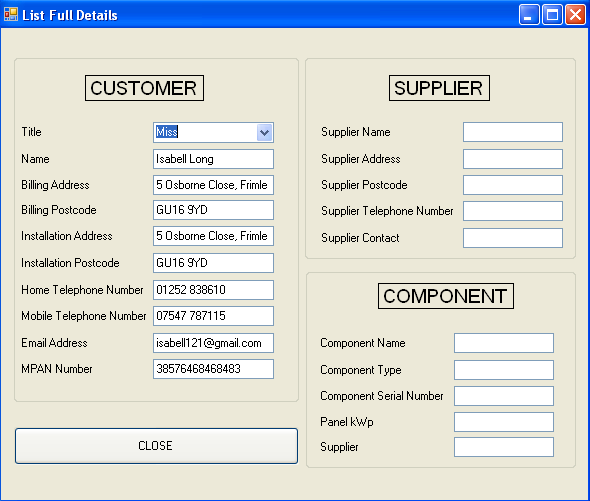 List Full Details
CUSTOMER
Title Miss
Name Isabell Long
Billing Address 5 Osborne Close, Frimle
Billing Postcode GU16 9YD
Installation Address 5 Osborne Close, Frimle
Installation Postcode GU16 9YD
Home Telephone Number 01252 838610
Mobile Telephone Number 07547 787115
Email Address isabell121@gmail.com
MPAN Number 38576468468483
CLOSE
SUPPLIER
Supplier Name
Supplier Address
Supplier Postcode
Supplier Telephone Number
Supplier Contact
COMPONENT
Component Name
Component Type
Component Serial Number
Panel kWp
Supplier